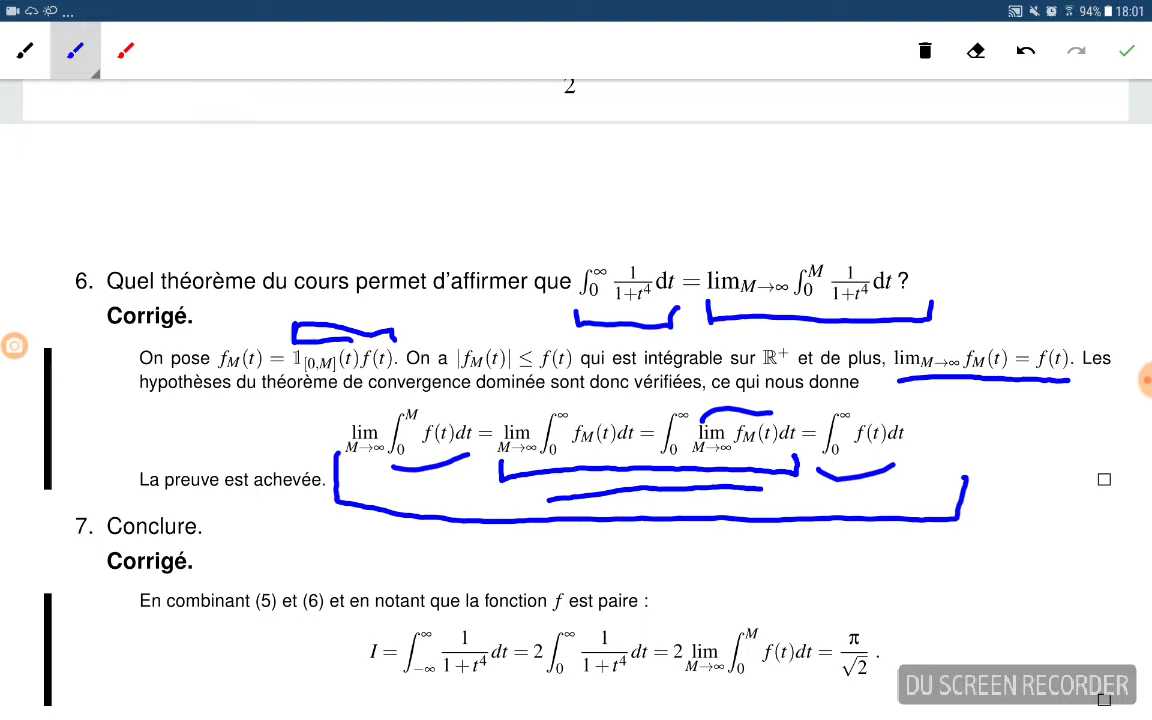 ... 94% 18:01
2
6. Quel théorème du cours permet d'affirmer que ∫₀^∞ 1/(1+t⁴) dt = lim_{M→∞} ∫₀^M 1/(1+t⁴) dt ?
Corrigé.
On pose f_M(t) = 𝟙_{[0,M]}(t)f(t). On a |f_M(t)| ≤ f(t) qui est intégrable sur ℝ⁺ et de plus, lim_{M→∞} f_M(t) = f(t). Les
hypothèses du théorème de convergence dominée sont donc vérifiées, ce qui nous donne
lim_{M→∞} ∫₀^M f(t)dt = lim_{M→∞} ∫₀^∞ f_M(t)dt = ∫₀^∞ lim_{M→∞} f_M(t)dt = ∫₀^∞ f(t)dt
La preuve est achevée. □
7. Conclure.
Corrigé.
En combinant (5) et (6) et en notant que la fonction f est paire :
I = ∫_{-∞}^∞ 1/(1+t⁴) dt = 2 ∫₀^∞ 1/(1+t⁴) dt = 2 lim_{M→∞} ∫₀^M f(t)dt = π/√2 .
DU SCREEN RECORDER